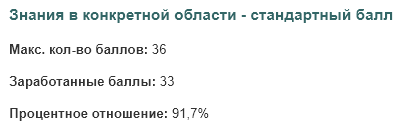 Знания в конкретной области - стандартный балл
Макс. кол-во баллов: 36
Заработанные баллы: 33
Процентное отношение: 91,7%